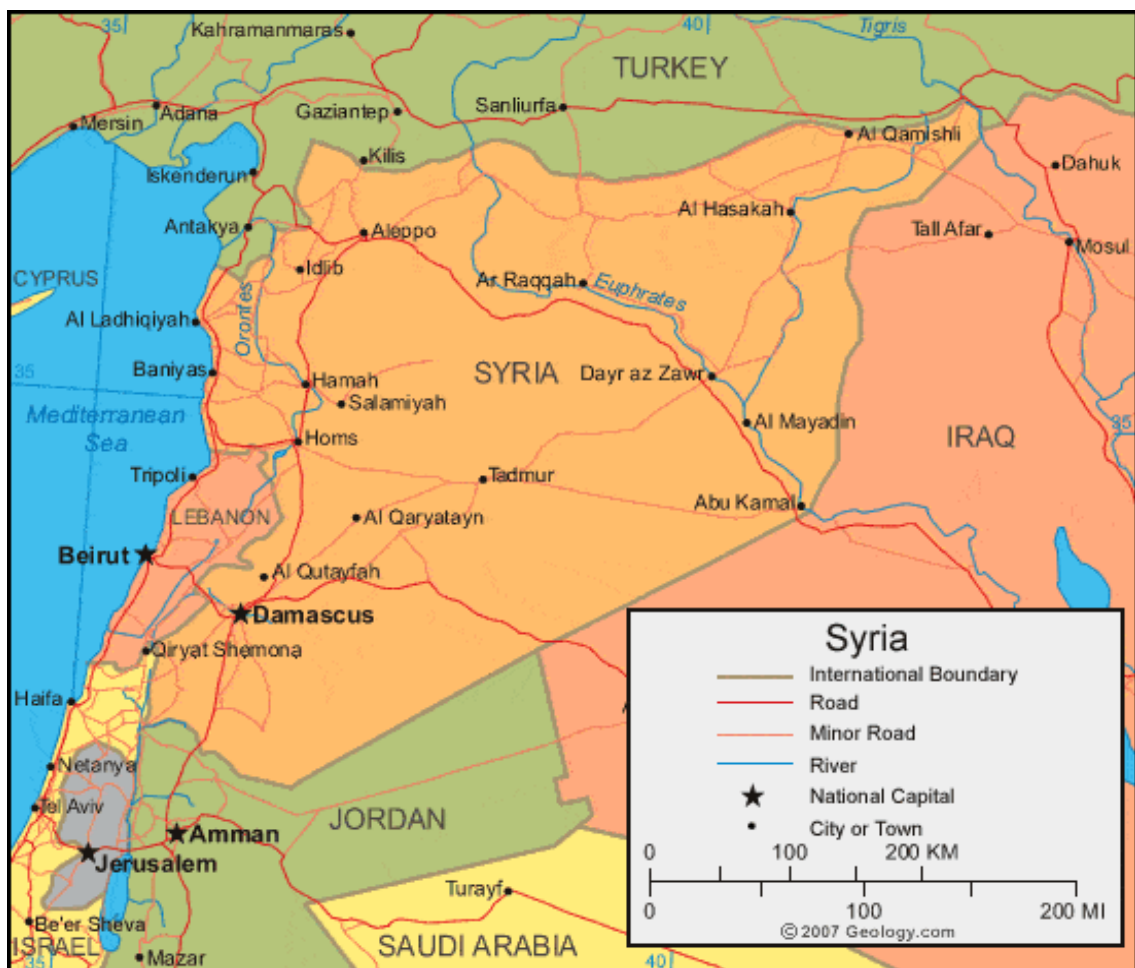 35
40
Tigris
Kahramanmaras
TURKEY
Adana
Gaziantep
Sanliurfa
Mersin
Al Qamishli
Kilis
Dahuk
Iskenderun
Al Hasakah
Antakya
Aleppo
Tall Afar
Mosul
Idlib
CYPRUS
Ar Raqqah
Euphrates
Orontes
Al Ladhiqiyah
Baniyas
35
Hamah
SYRIA
Dayr az Zawr
Salamiyah
Mediterranean
Sea
Al Mayadin
35
Homs
IRAQ
Tripoli
Tadmur
Abu Kamal
LEBANON
Al Qaryatayn
Beirut
Al Qutayfah
Damascus
Qiryat Shemona
Haifa
Netanya
Tel Aviv
JORDAN
Amman
Jerusalem
Turayf
Be'er Sheva
ISRAEL
SAUDI ARABIA
35
Mazar
40
Syria
International Boundary
Road
Minor Road
River
National Capital
City or Town
0 100 200 KM
0 100 200 MI
©2007 Geology.com